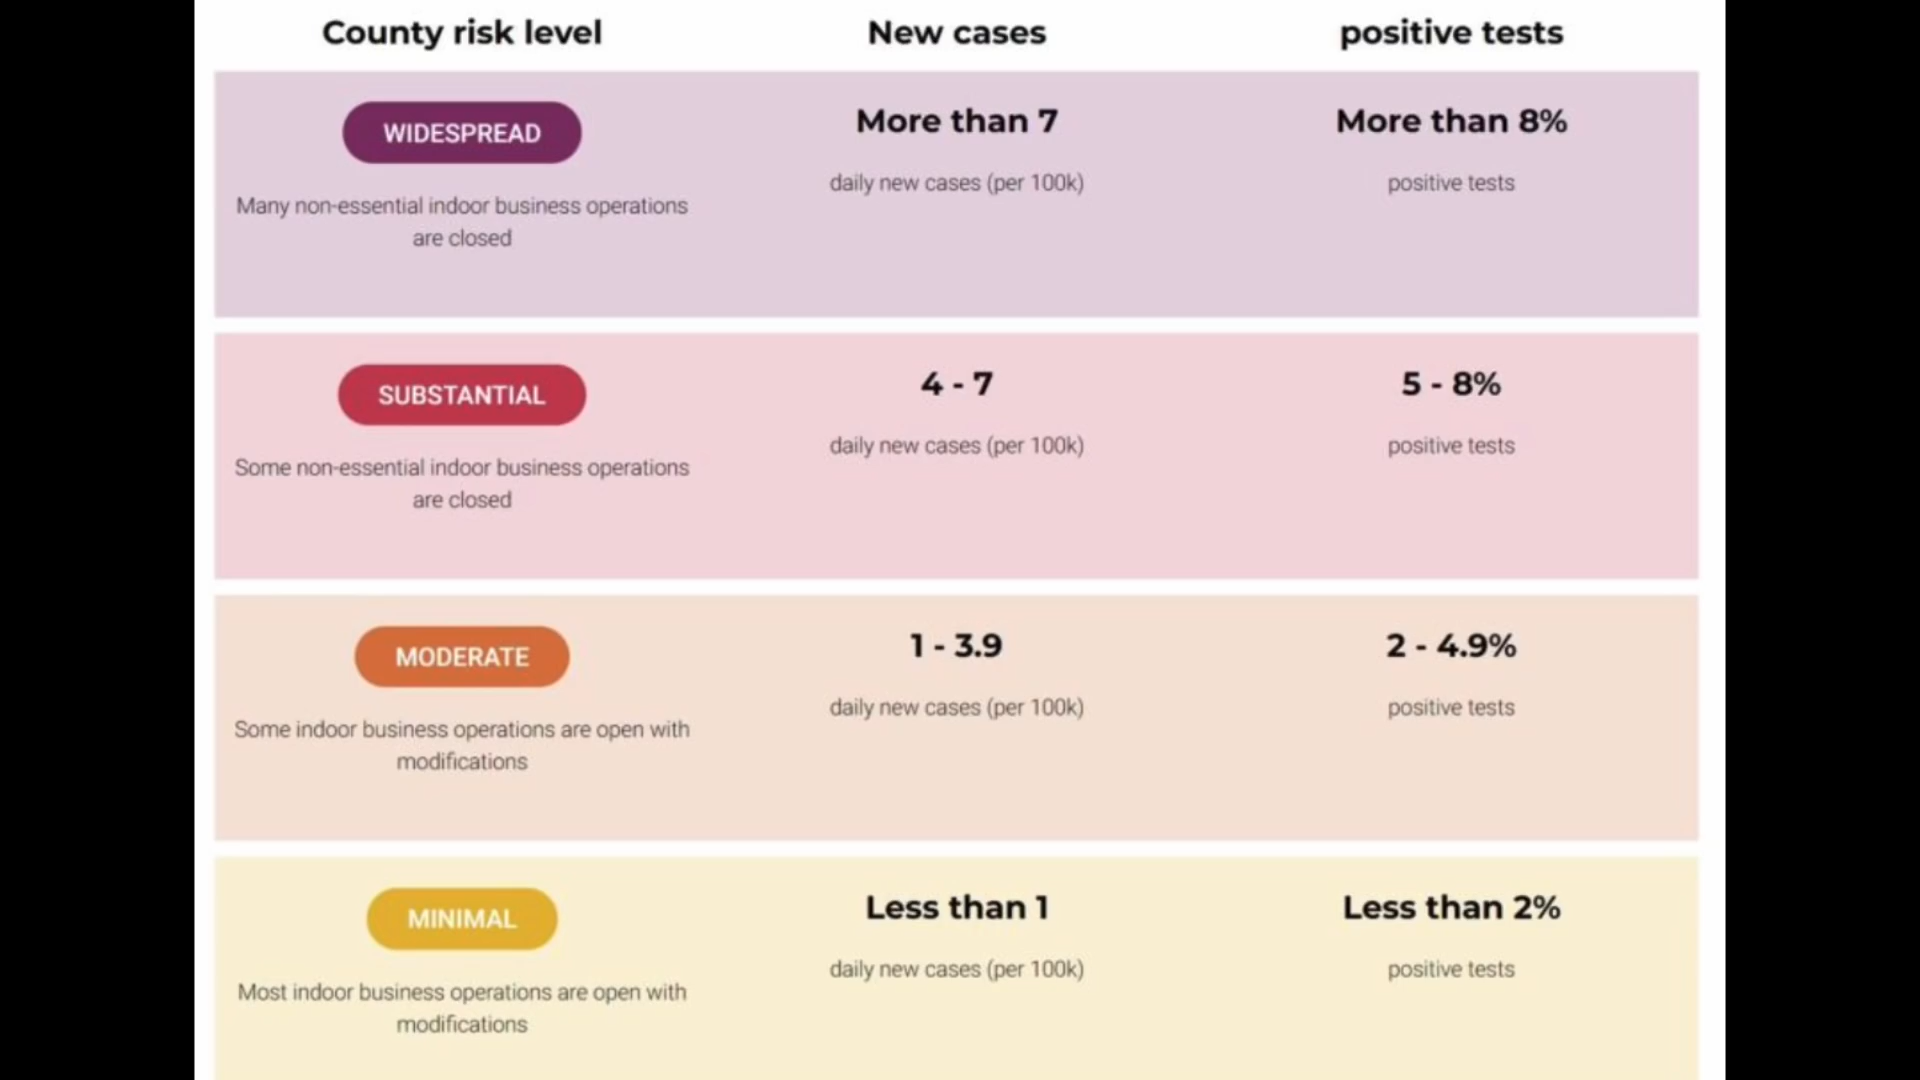 County risk level
New cases
positive tests
WIDESPREAD
Many non-essential indoor business operations
are closed
More than 7
daily new cases (per 100k)
More than 8%
positive tests
SUBSTANTIAL
Some non-essential indoor business operations
are closed
4 - 7
daily new cases (per 100k)
5 - 8%
positive tests
MODERATE
Some indoor business operations are open with
modifications
1 - 3.9
daily new cases (per 100k)
2 - 4.9%
positive tests
MINIMAL
Most indoor business operations are open with
modifications
Less than 1
daily new cases (per 100k)
Less than 2%
positive tests